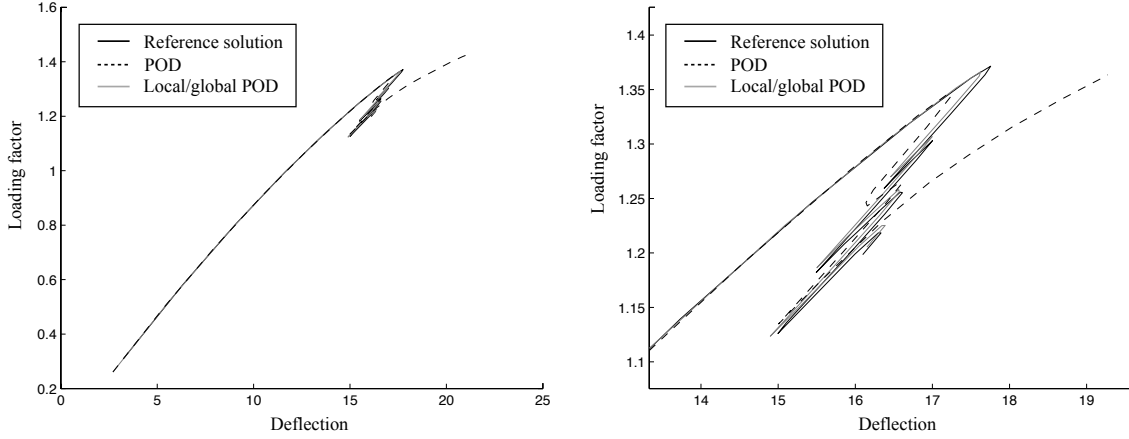 1.6
1.4
1.2
1
0.8
0.6
0.4
0.2
0
5
10
15
20
25
Loading factor
Deflection
Reference solution
POD
Local/global POD
1.4
1.35
1.3
1.25
1.2
1.15
1.1
14
15
16
17
18
19
Loading factor
Deflection
Reference solution
POD
Local/global POD